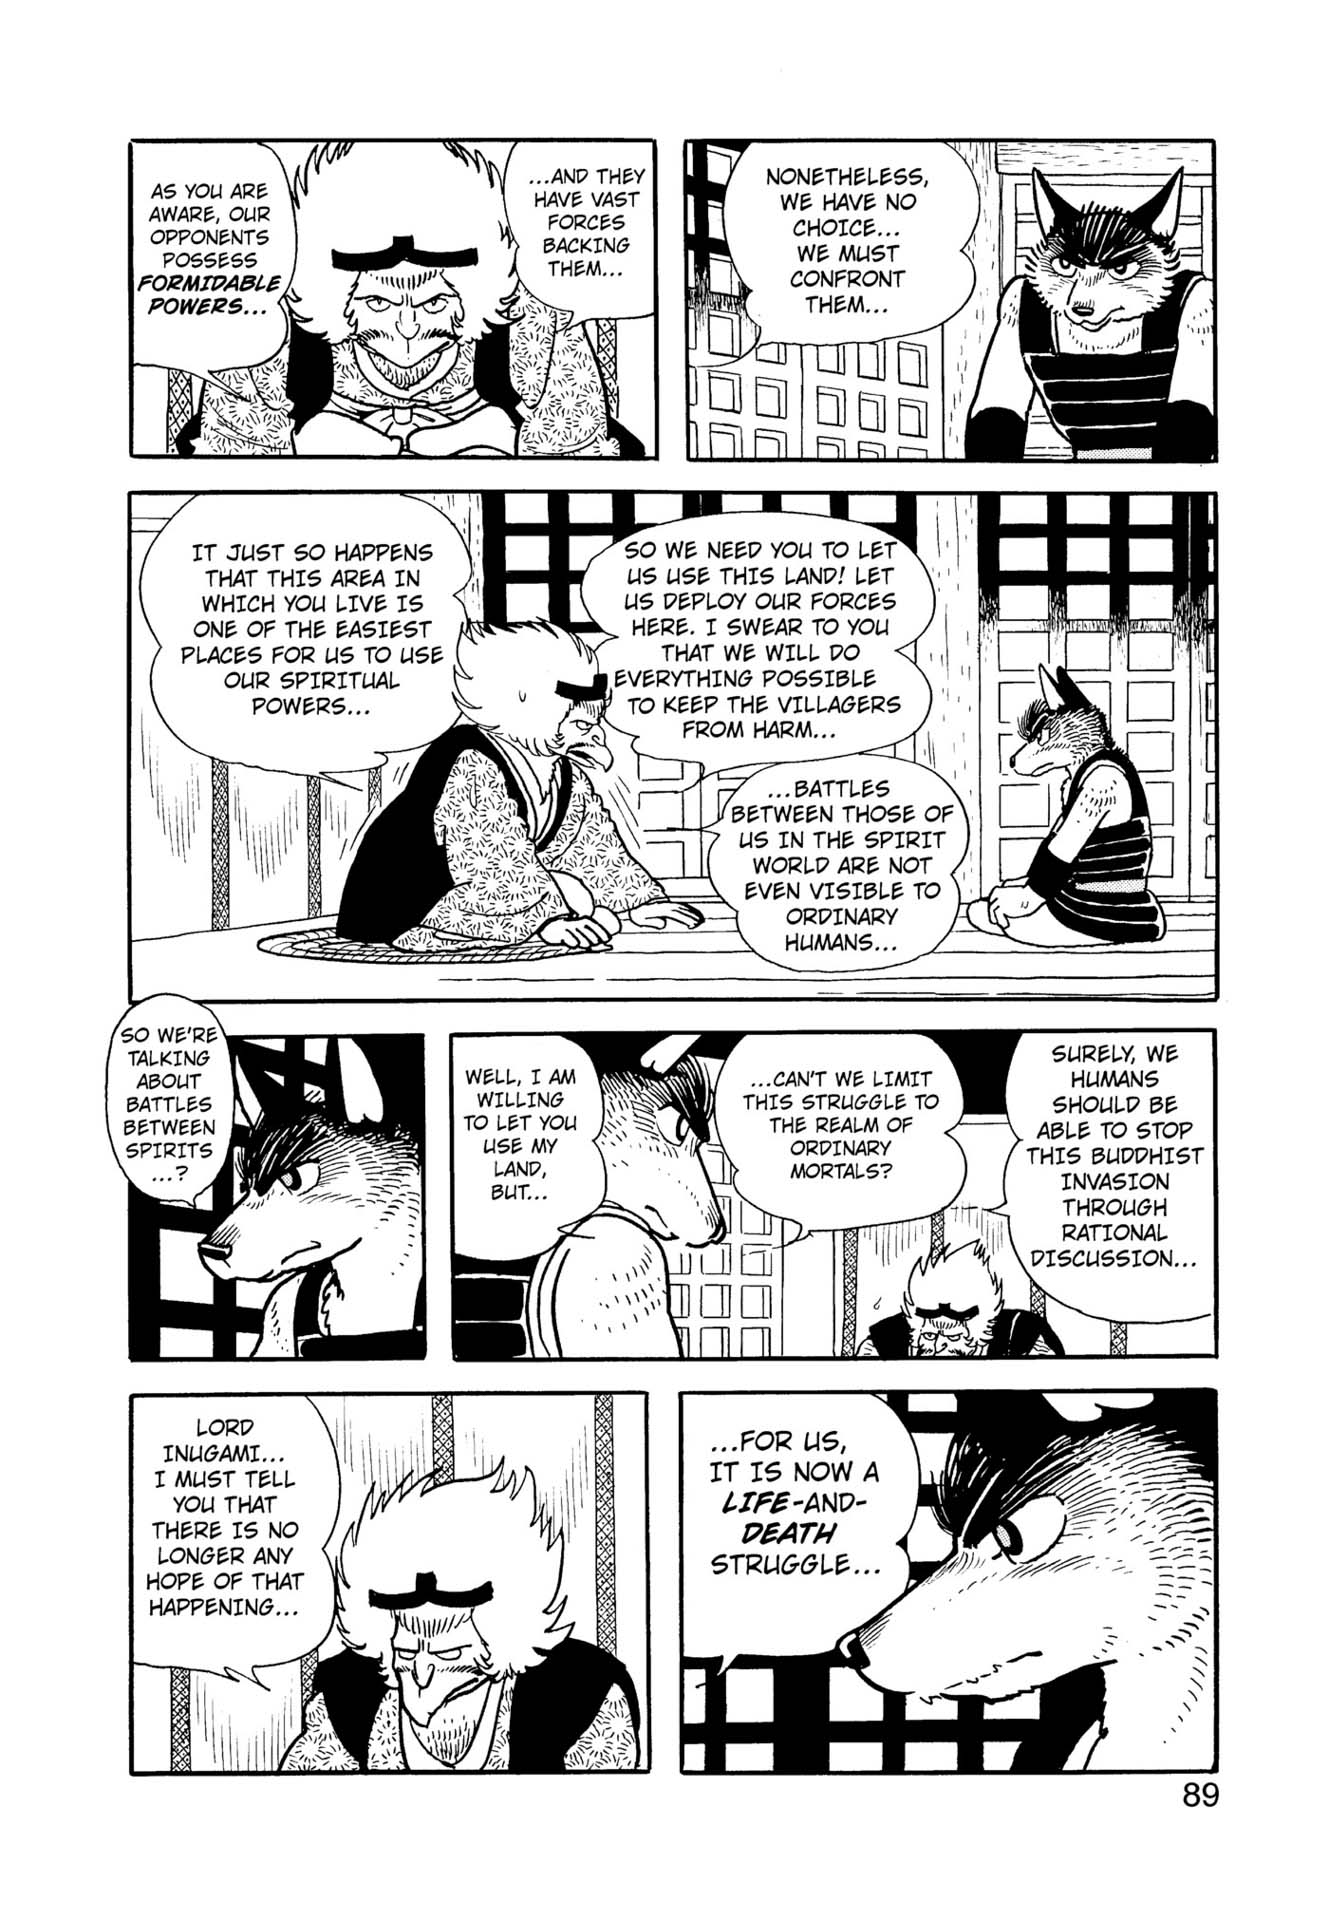 AS YOU ARE
AWARE, OUR
OPPONENTS
POSSESS
FORMIDABLE
POWERS...
...AND THEY
HAVE VAST
FORCES
BACKING
THEM...
NONETHELESS,
WE HAVE NO
CHOICE...
WE MUST
CONFRONT
THEM...
IT JUST SO HAPPENS
THAT THIS AREA IN
WHICH YOU LIVE IS
ONE OF THE EASIEST
PLACES FOR US TO USE
OUR SPIRITUAL
POWERS...
SO WE NEED YOU TO LET
US USE THIS LAND! LET
US DEPLOY OUR FORCES
HERE. I SWEAR TO YOU
THAT WE WILL DO
EVERYTHING POSSIBLE
TO KEEP THE VILLAGERS
FROM HARM...
...BATTLES
BETWEEN THOSE OF
US IN THE SPIRIT
WORLD ARE NOT
EVEN VISIBLE TO
ORDINARY
HUMANS...
SO WE'RE
TALKING
ABOUT
BATTLES
BETWEEN
SPIRITS
...?
WELL, I AM
WILLING
TO LET YOU
USE MY
LAND,
BUT...
...CAN'T WE LIMIT
THIS STRUGGLE TO
THE REALM OF
ORDINARY
MORTALS?
SURELY, WE
HUMANS
SHOULD BE
ABLE TO STOP
THIS BUDDHIST
INVASION
THROUGH
RATIONAL
DISCUSSION...
LORD
INUGAMI...
I MUST TELL
YOU THAT
THERE IS NO
LONGER ANY
HOPE OF THAT
HAPPENING...
...FOR US,
IT IS NOW A
LIFE-AND-
DEATH
STRUGGLE...
89